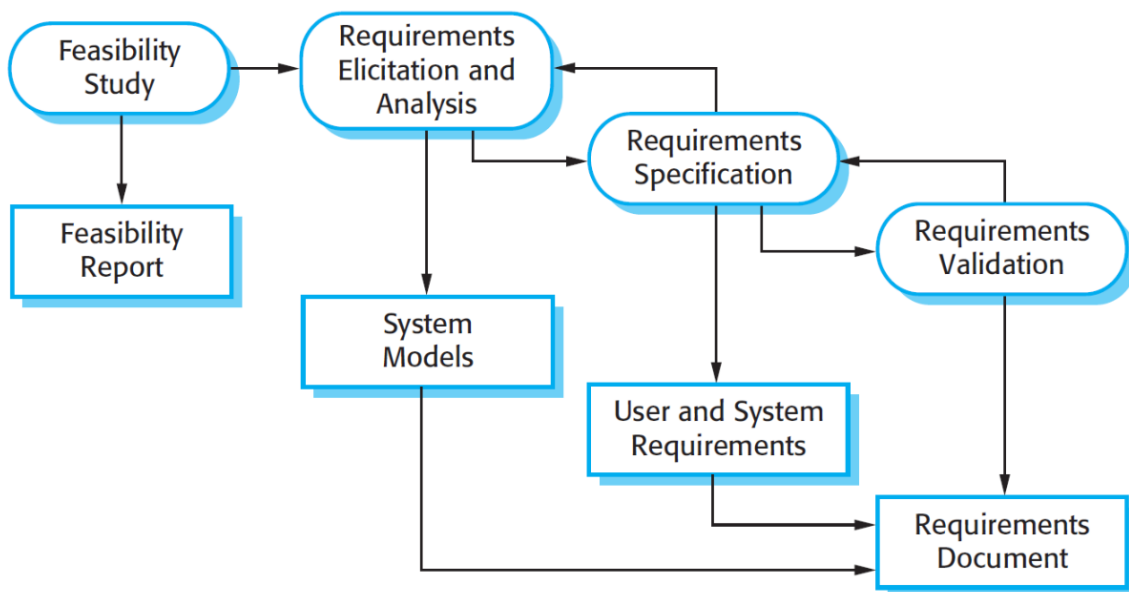 Feasibility
Study
Requirements
Elicitation and
Analysis
Requirements
Specification
Requirements
Validation
Feasibility
Report
System
Models
User and System
Requirements
Requirements
Document